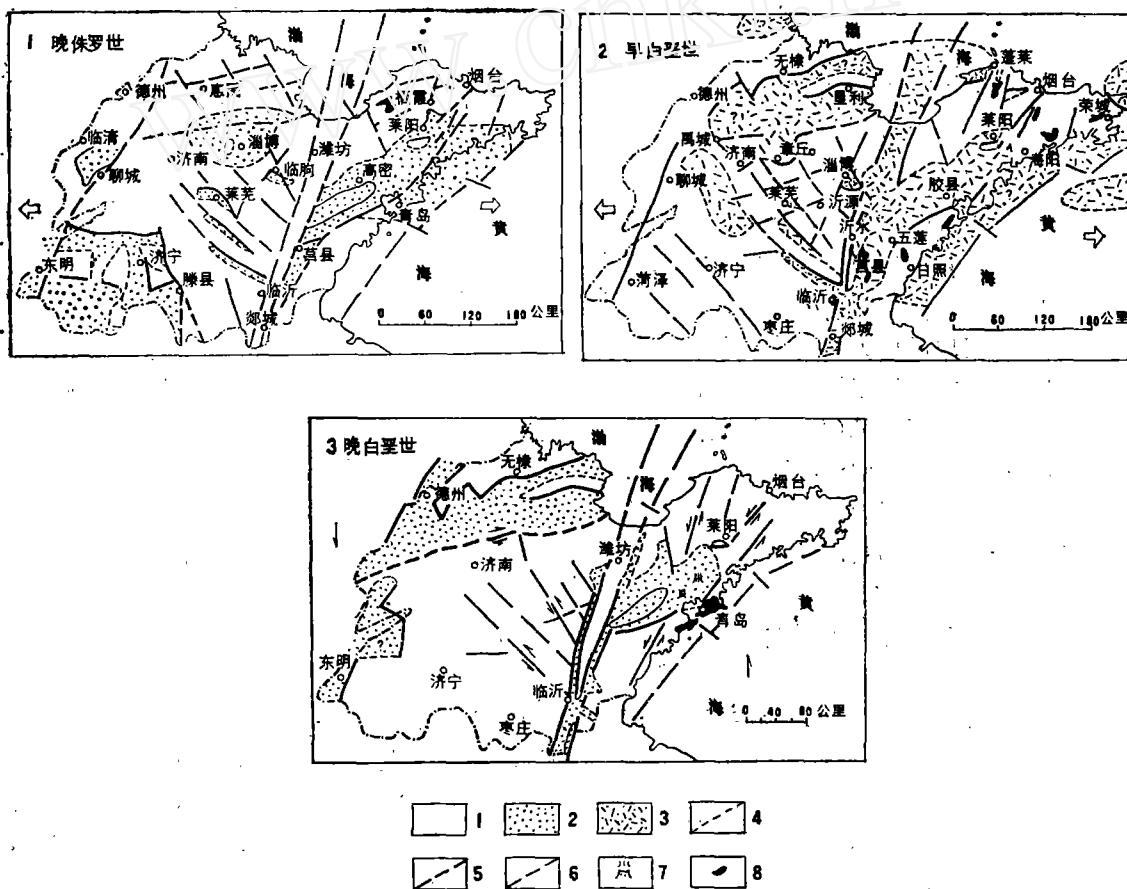 1 晚侏罗世
渤
海
德州
惠民
烟台
栖霞
莱阳
临清
淄博
潍坊
济南
临朐
高密
聊城
莱芜
青岛
黄
海
莒县
东明
济宁
滕县
临沂
郯城
0 60 120 180 公里
2 早白垩世
渤
海
无棣
蓬莱
烟台
德州
垦利
荣城
莱阳
禹城
海阳
济南
章丘
淄博
聊城
胶县
莱芜
沂源
黄
沂水
五莲
莒县
海
菏泽
济宁
日照
临沂
枣庄
郯城
0 60 120 180 公里
3 晚白垩世
渤
无棣
海
德州
烟台
莱阳
潍坊
济南
黄
青岛
?
东明
济宁
临沂
海
枣庄
0 40 80 公里
1 2 3 4
5 6 7 8